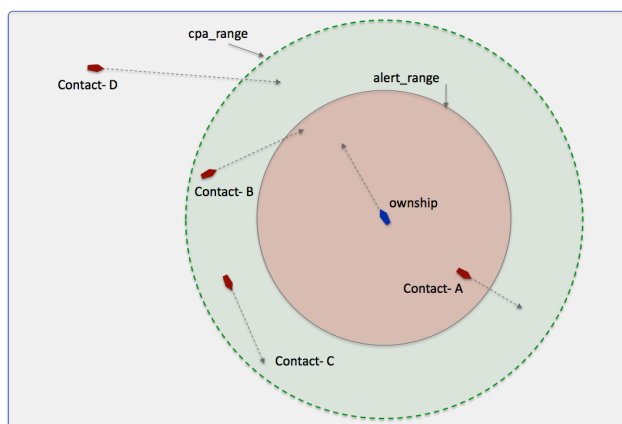 cpa_range
alert_range
Contact- D
Contact- B
ownship
Contact- A
Contact- C